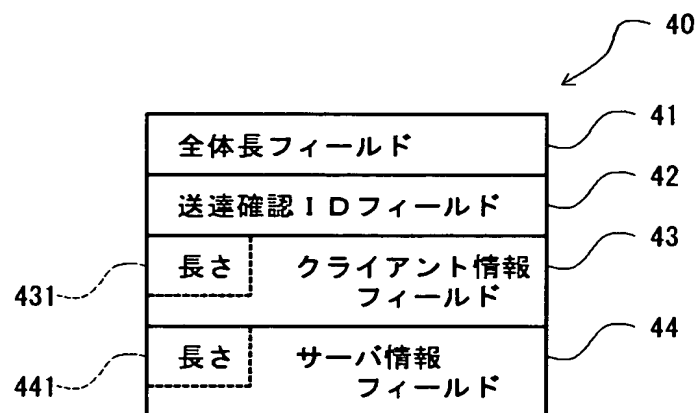 40
全体長フィールド
41
送達確認ＩＤフィールド
42
長さ
クライアント情報
フィールド
43
431
長さ
サーバ情報
フィールド
44
441